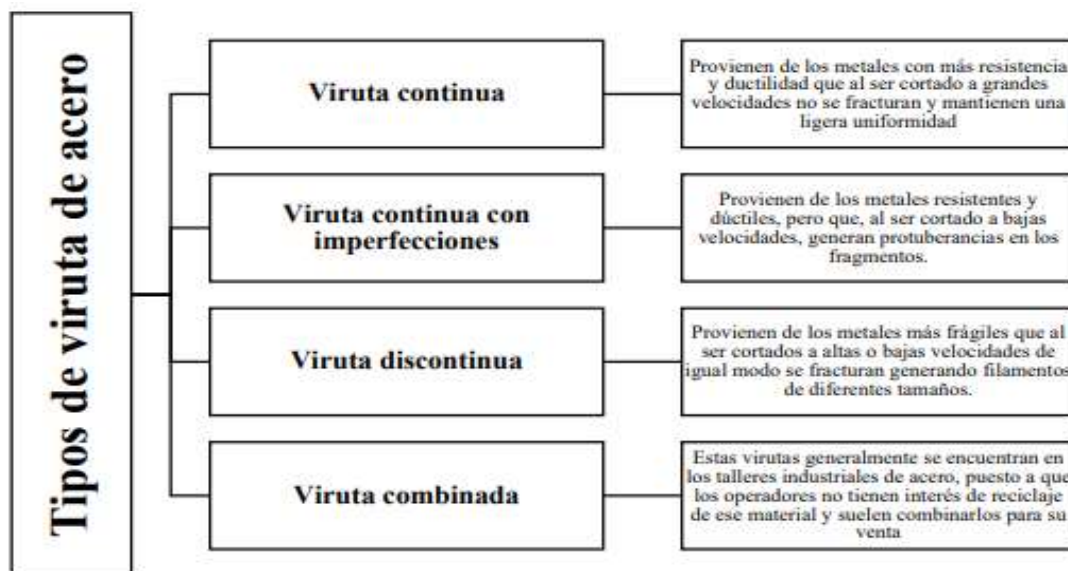 Tipos de viruta de acero
Viruta continua
Provienen de los metales con más resistencia
y ductilidad que al ser cortado a grandes
velocidades no se fracturan y mantienen una
ligera uniformidad
Viruta continua con
imperfecciones
Provienen de los metales resistentes y
dúctiles, pero que, al ser cortado a bajas
velocidades, generan protuberancias en los
fragmentos.
Viruta discontinua
Provienen de los metales más frágiles que al
ser cortados a altas o bajas velocidades de
igual modo se fracturan generando filamentos
de diferentes tamaños.
Viruta combinada
Estas virutas generalmente se encuentran en
los talleres industriales de acero, puesto a que
los operadores no tienen interés de reciclaje
de ese material y suelen combinarlos para su
venta